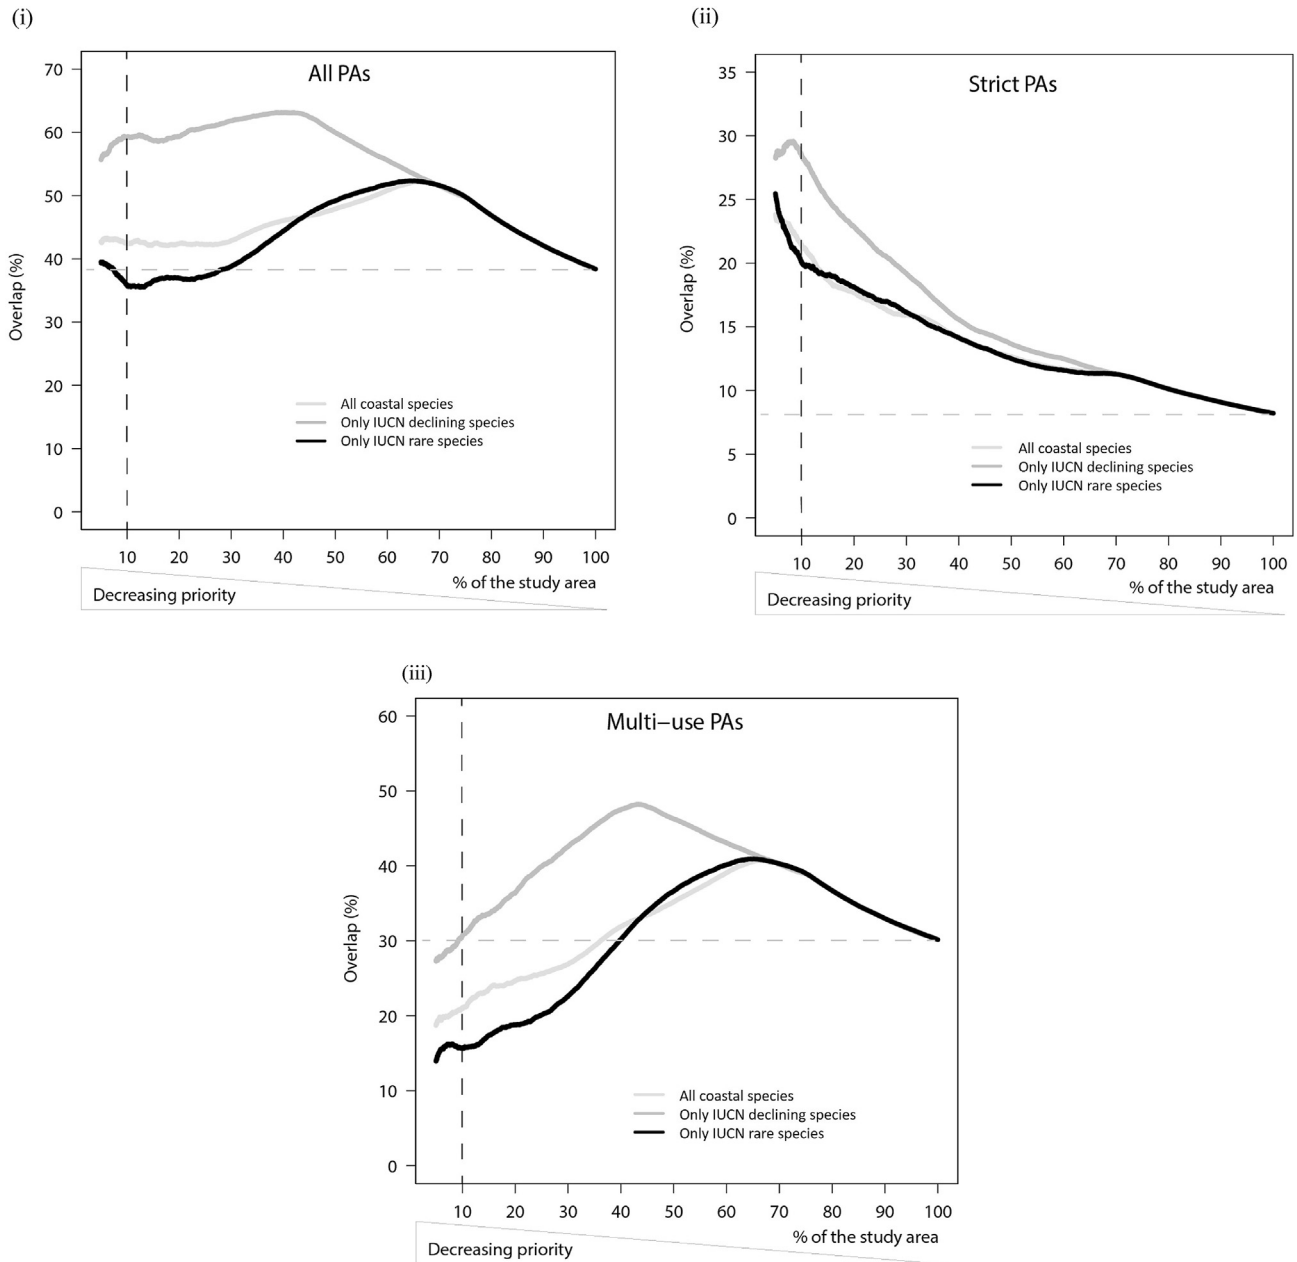 (i)
All PAs
70
60
50
40
30
20
10
0
Overlap (%)
All coastal species
Only IUCN declining species
Only IUCN rare species
10 20 30 40 50 60 70 80 90 100
% of the study area
Decreasing priority
(ii)
Strict PAs
35
30
25
20
15
10
5
0
Overlap (%)
All coastal species
Only IUCN declining species
Only IUCN rare species
10 20 30 40 50 60 70 80 90 100
% of the study area
Decreasing priority
(iii)
Multi−use PAs
60
50
40
30
20
10
0
Overlap (%)
All coastal species
Only IUCN declining species
Only IUCN rare species
10 20 30 40 50 60 70 80 90 100
% of the study area
Decreasing priority